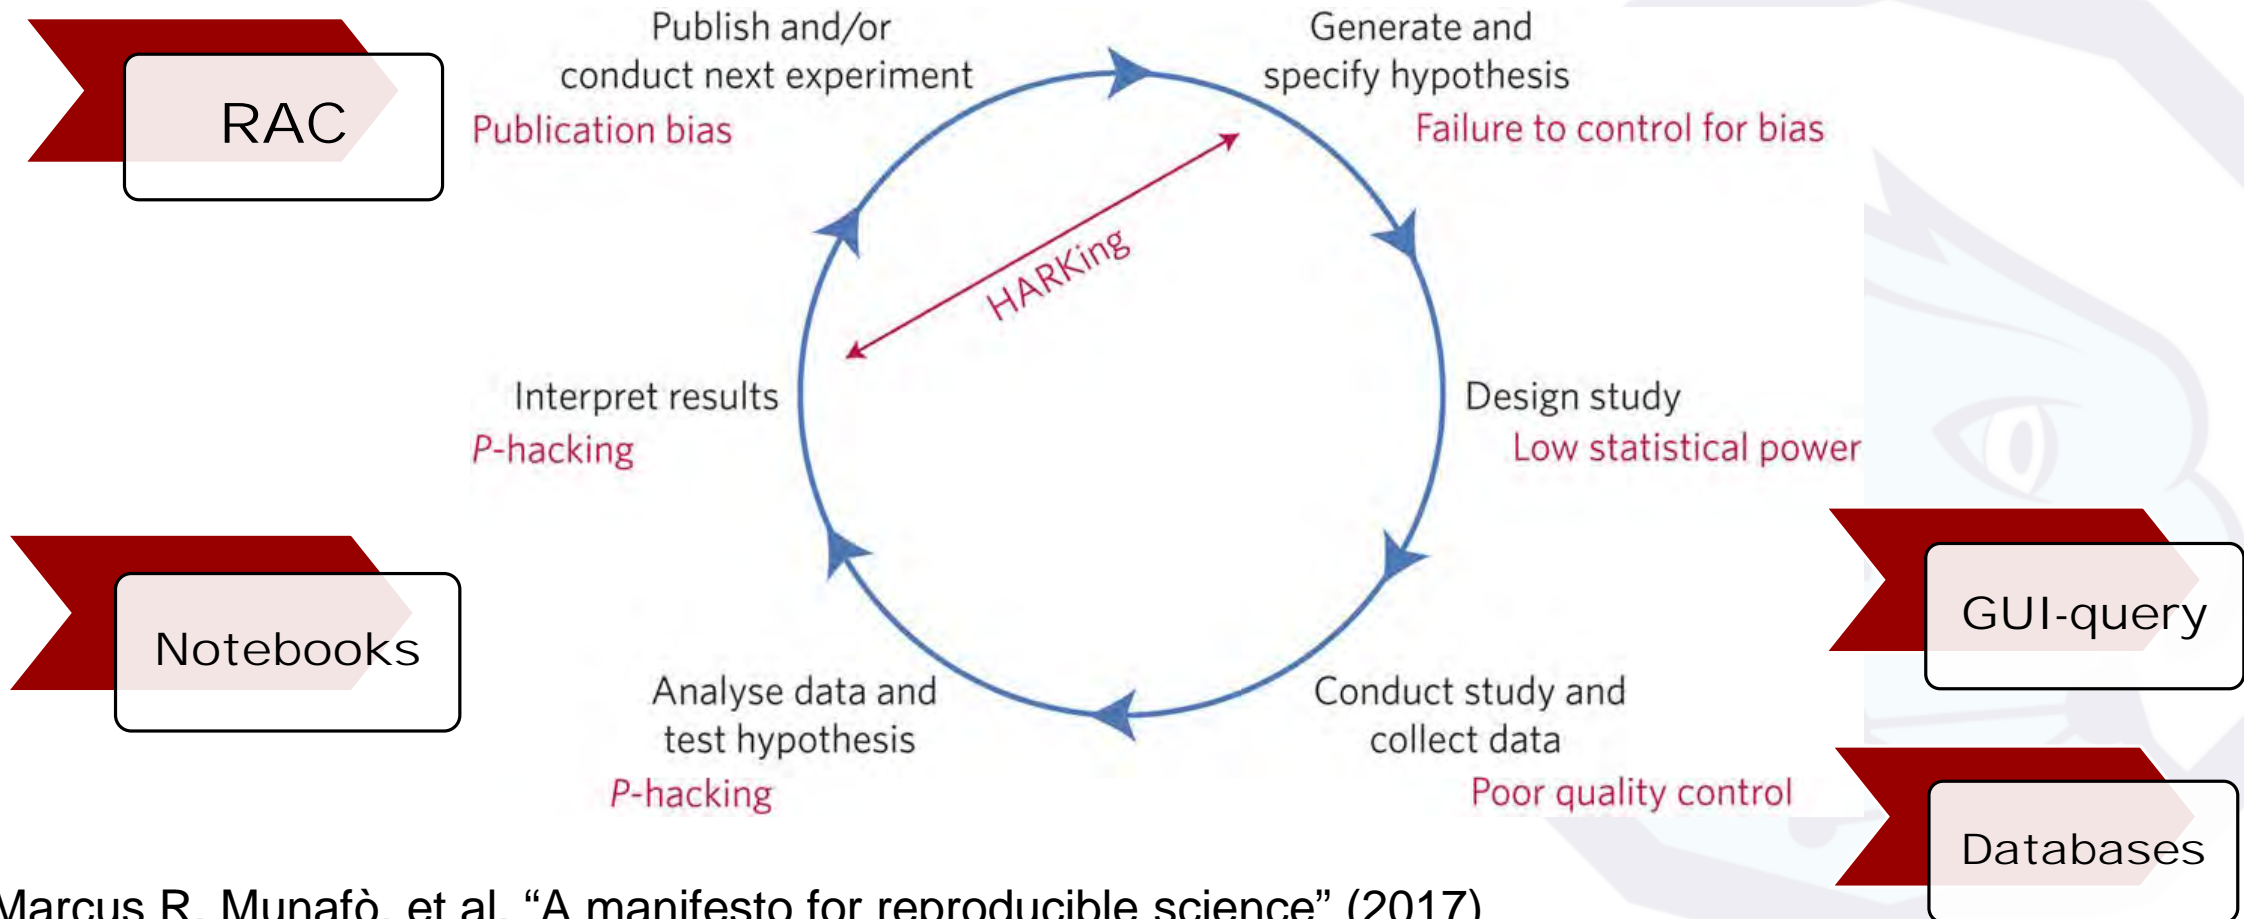 RAC
Publish and/or
conduct next experiment
Publication bias
Generate and
specify hypothesis
Failure to control for bias
HARKing
Interpret results
P-hacking
Design study
Low statistical power
Notebooks
GUI-query
Analyse data and
test hypothesis
P-hacking
Conduct study and
collect data
Poor quality control
Databases
Marcus R. Munafò, et al. “A manifesto for reproducible science” (2017)